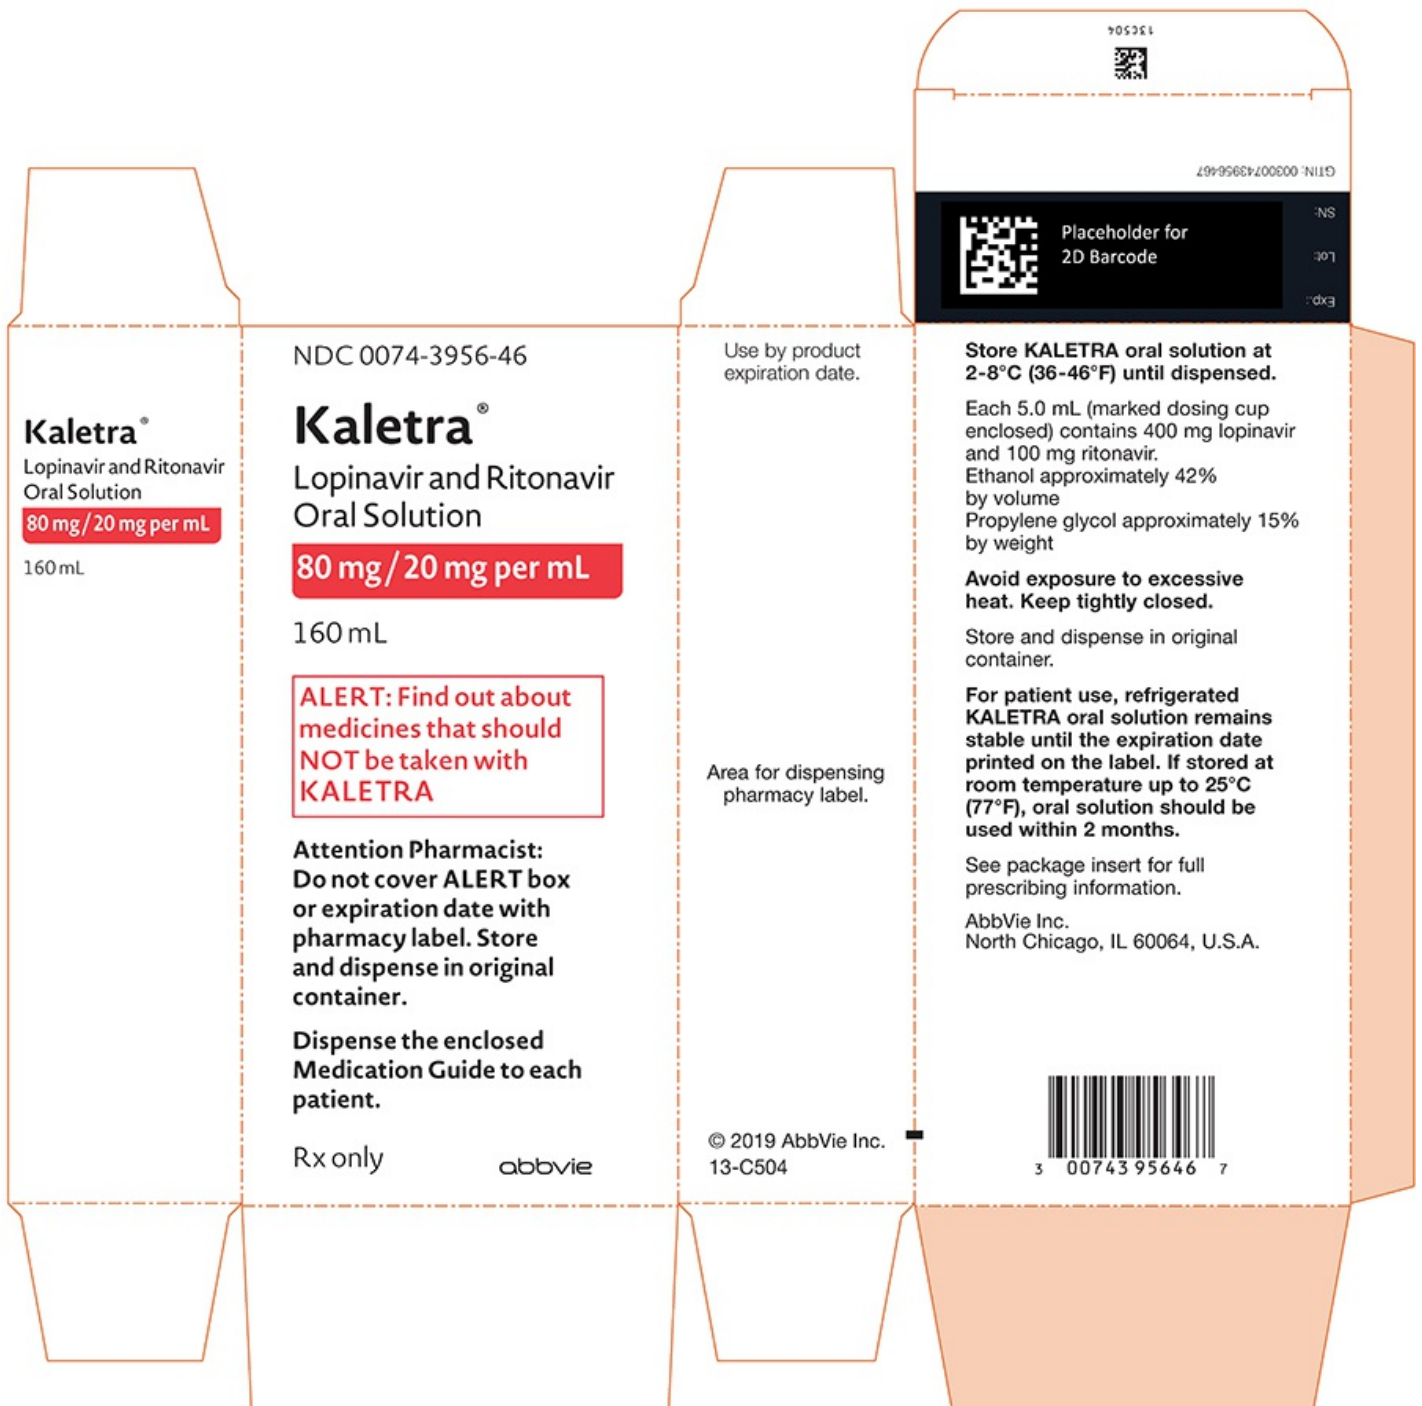 Kaletra®
Lopinavir and Ritonavir
Oral Solution
80 mg/20 mg per mL
160 mL
NDC 0074-3956-46
Kaletra®
Lopinavir and Ritonavir
Oral Solution
80 mg/20 mg per mL
160 mL
ALERT: Find out about
medicines that should
NOT be taken with
KALETRA
Attention Pharmacist:
Do not cover ALERT box
or expiration date with
pharmacy label. Store
and dispense in original
container.
Dispense the enclosed
Medication Guide to each
patient.
Rx only
abbvie
Use by product
expiration date.
Area for dispensing
pharmacy label.
© 2019 AbbVie Inc.
13-C504
13C504
GTIN: 00300743956467
SN:
Lot:
Exp.:
Placeholder for
2D Barcode
Store KALETRA oral solution at
2-8°C (36-46°F) until dispensed.
Each 5.0 mL (marked dosing cup
enclosed) contains 400 mg lopinavir
and 100 mg ritonavir.
Ethanol approximately 42%
by volume
Propylene glycol approximately 15%
by weight
Avoid exposure to excessive
heat. Keep tightly closed.
Store and dispense in original
container.
For patient use, refrigerated
KALETRA oral solution remains
stable until the expiration date
printed on the label. If stored at
room temperature up to 25°C
(77°F), oral solution should be
used within 2 months.
See package insert for full
prescribing information.
AbbVie Inc.
North Chicago, IL 60064, U.S.A.
3 00743 95646 7